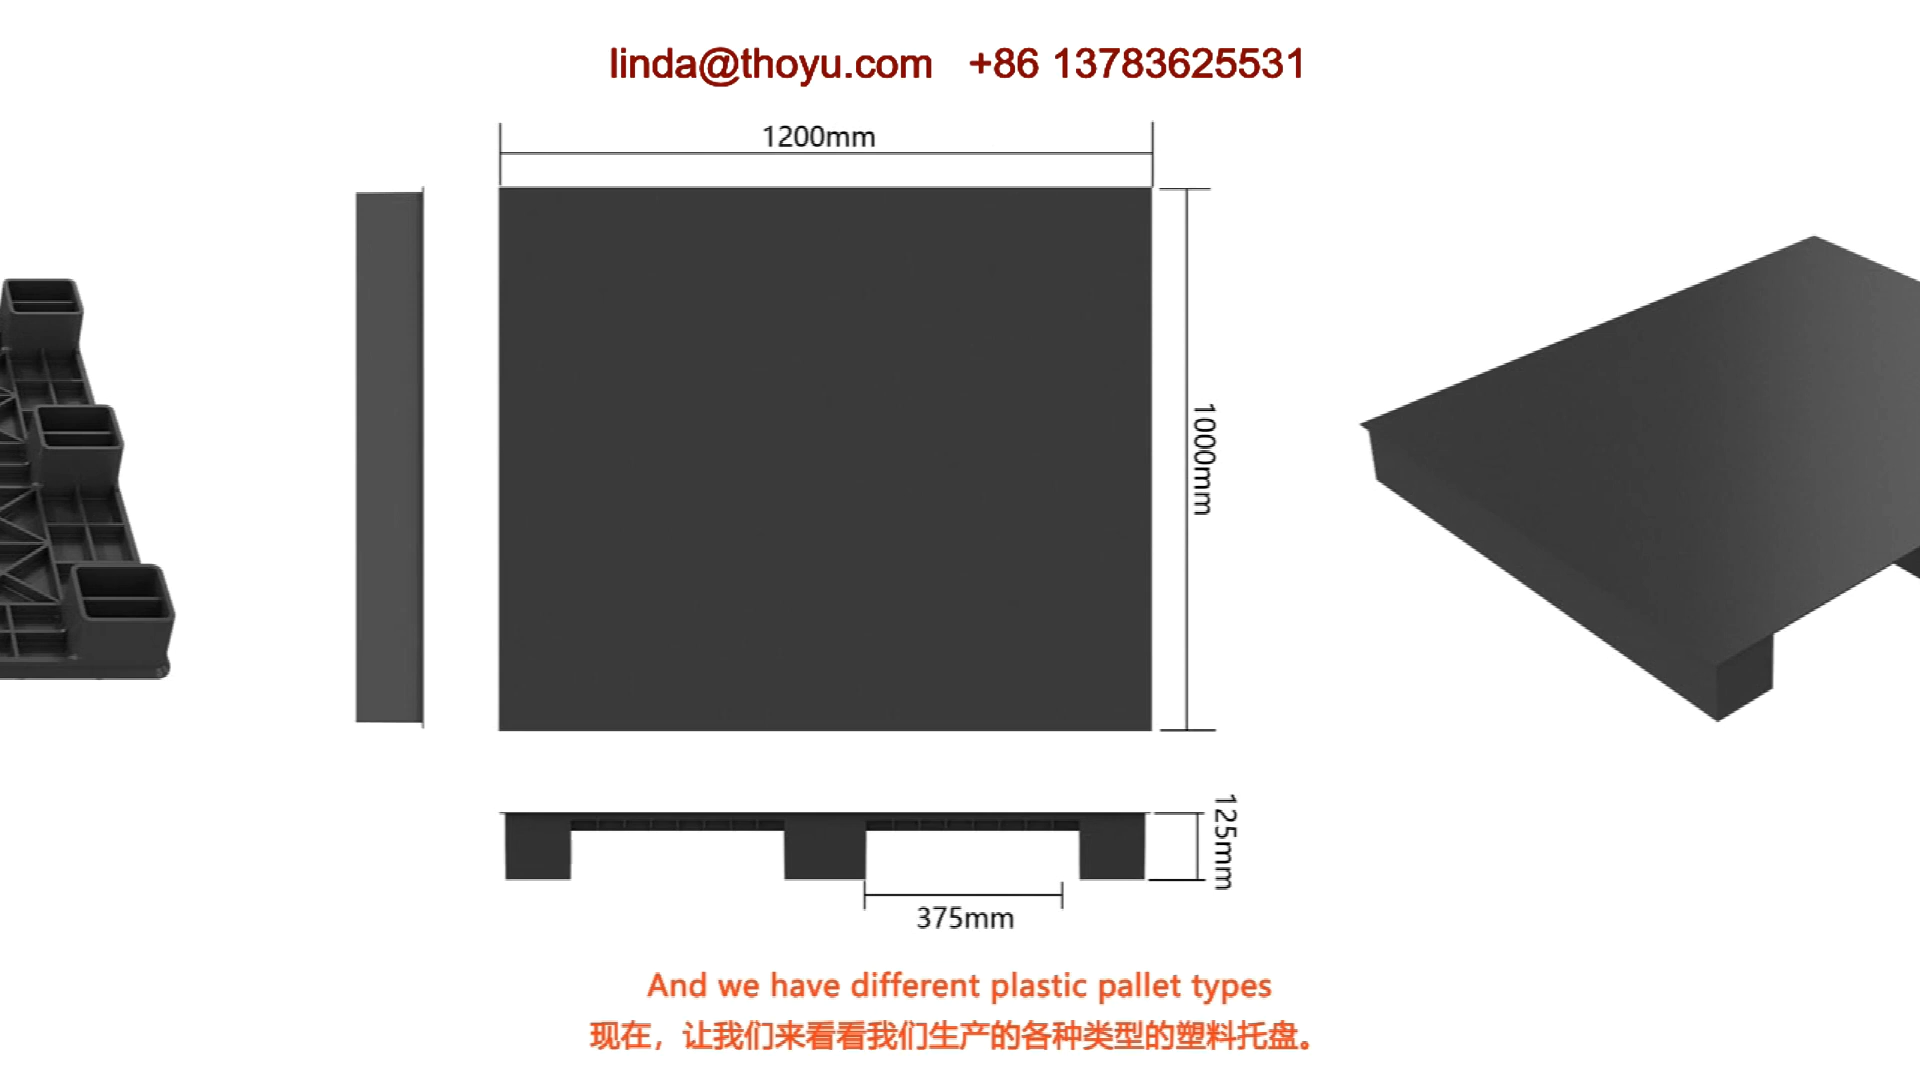 linda@thoyu.com +86 13783625531
1200mm
1000mm
125mm
375mm
And we have different plastic pallet types
现在，让我们来看看我们生产的各种类型的塑料托盘。